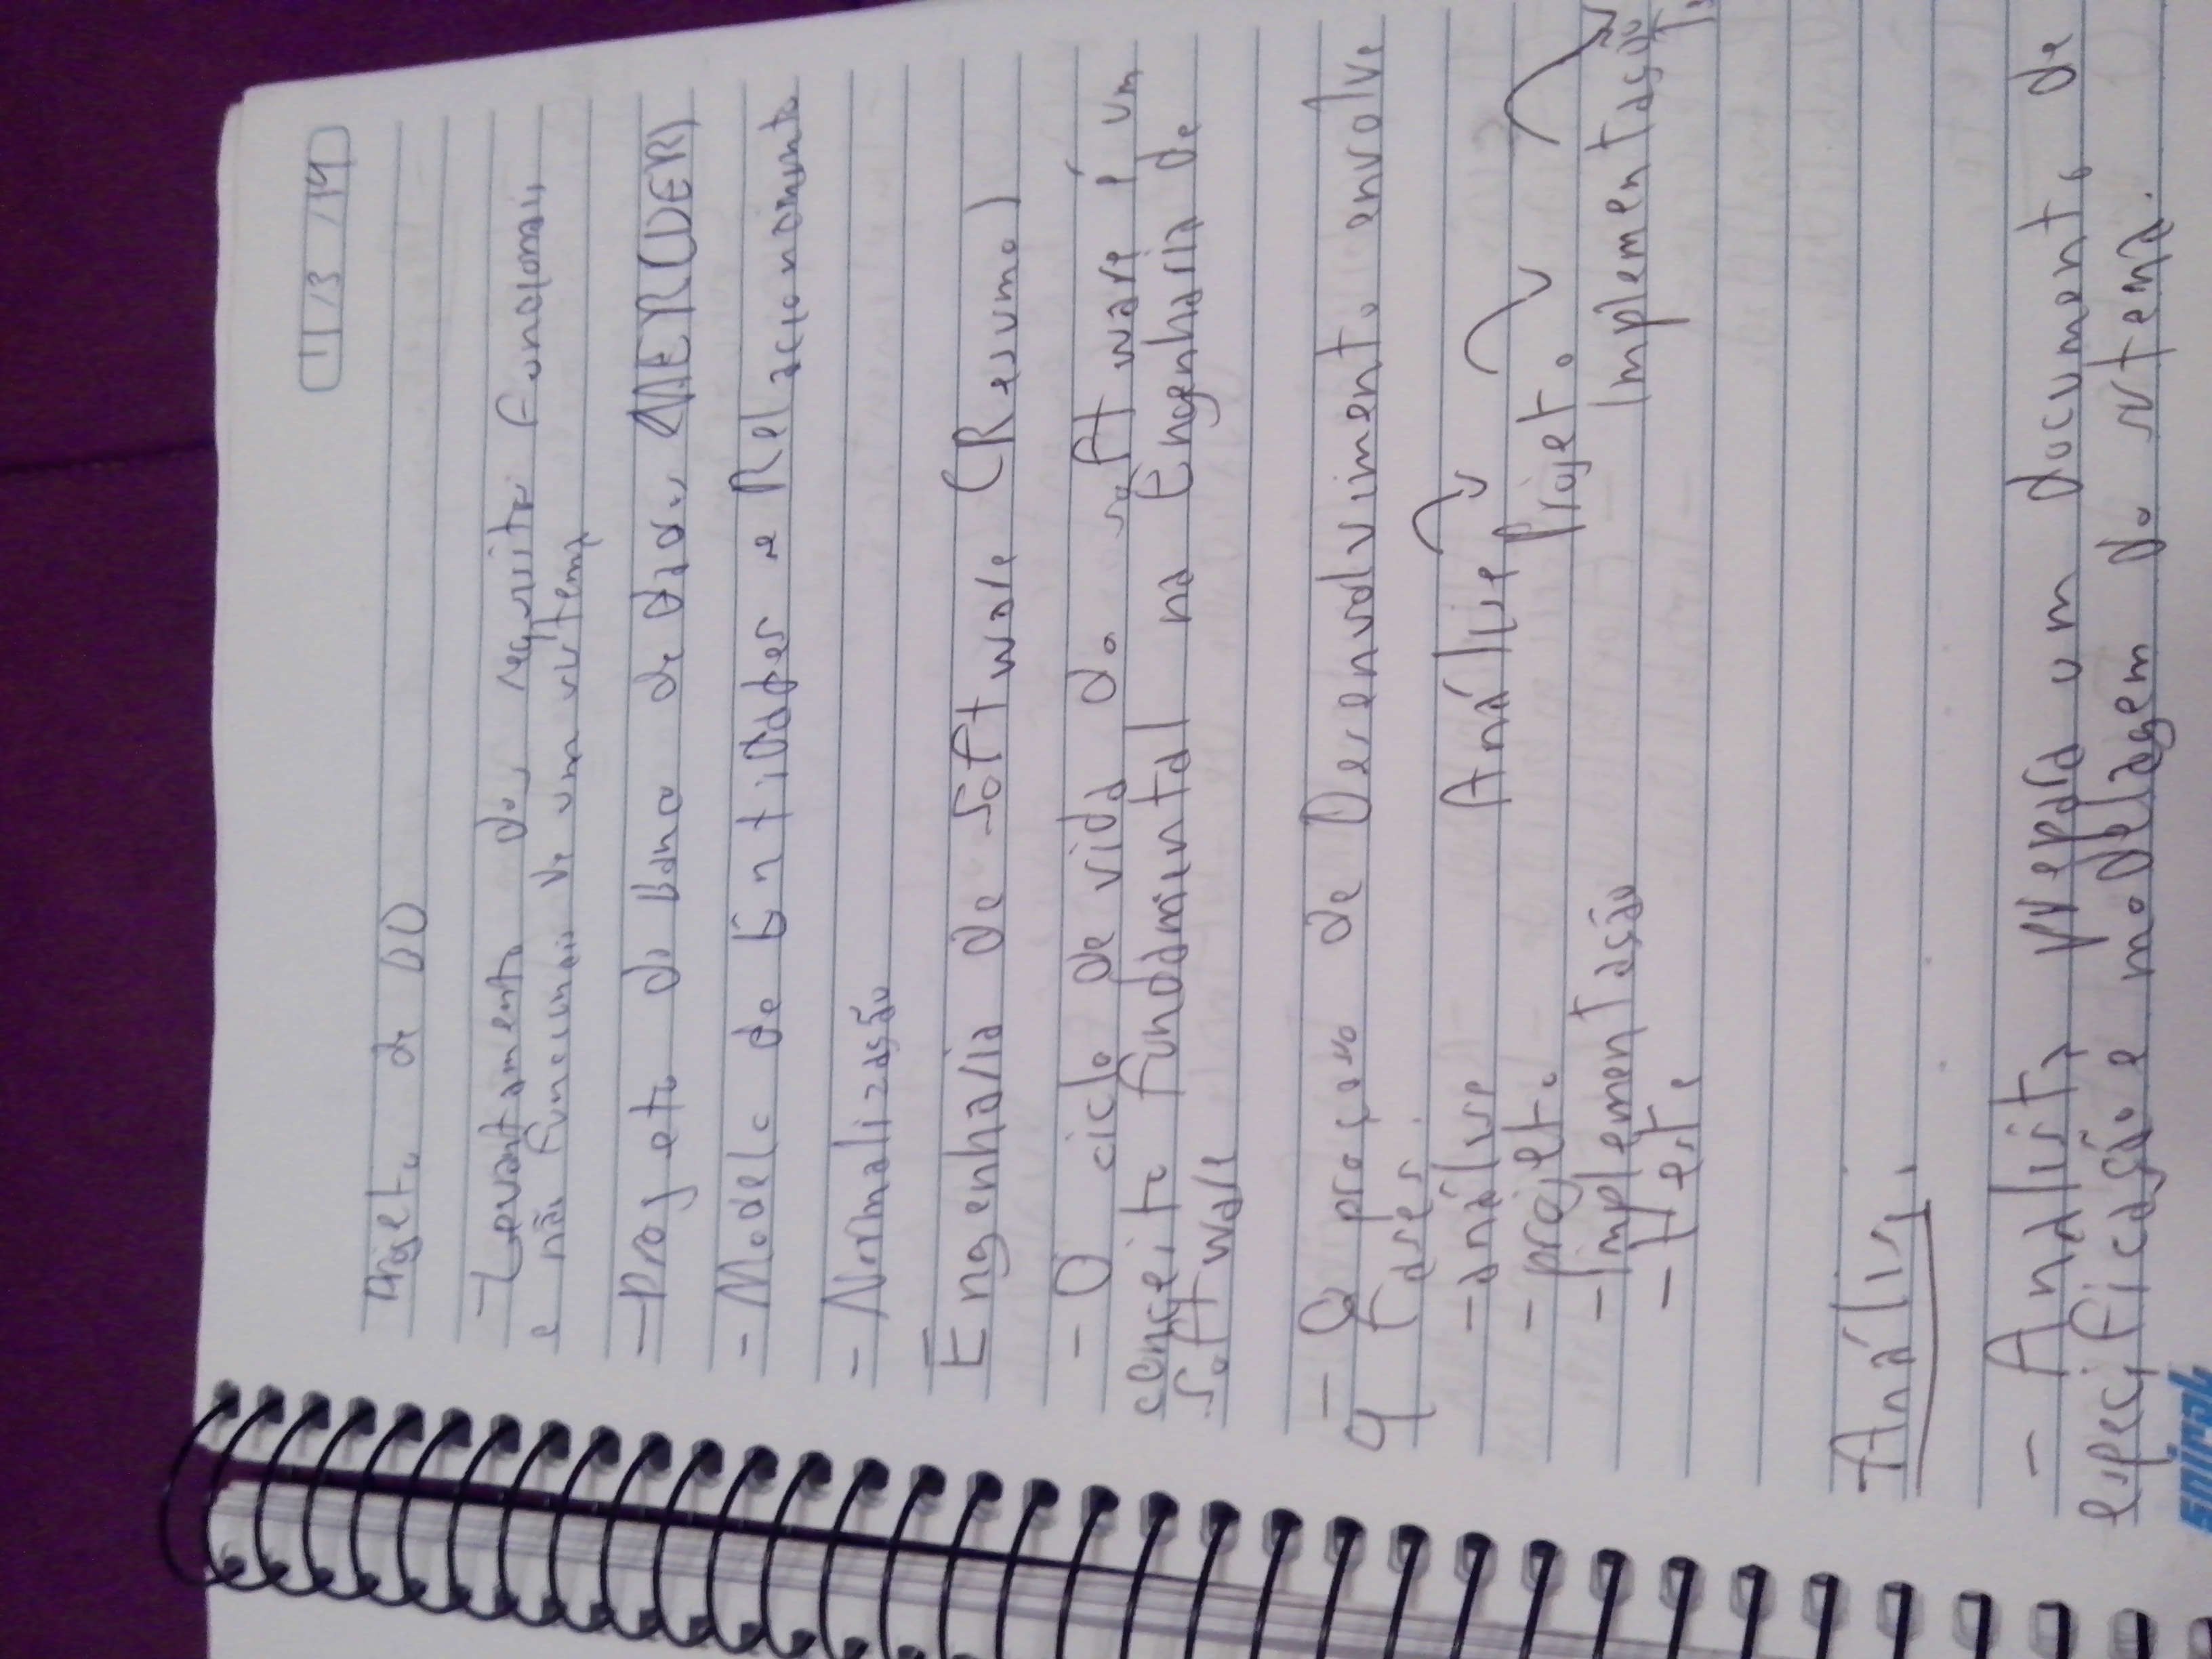 11/3/19
Projeto de BD
-Levantamento dos requisitos Funcionais
e não Funcionais de um sistema
-Projeto do Banco de dados MER(DER)
-Modelo de Entidades e Relacionamento
-Normalização
Engenharia de Software (Resumo)
-O ciclo de vida do software é um
conceito fundamental na Engenharia de
Software
-O processo de Desenvolvimento envolve
4 Fases:
-análise
-projeto
-Implementação
-teste
Análise
Projeto
Implementação
Análise
-Analista prepara um documento de
especificação e modelagem do sistema.
spiral